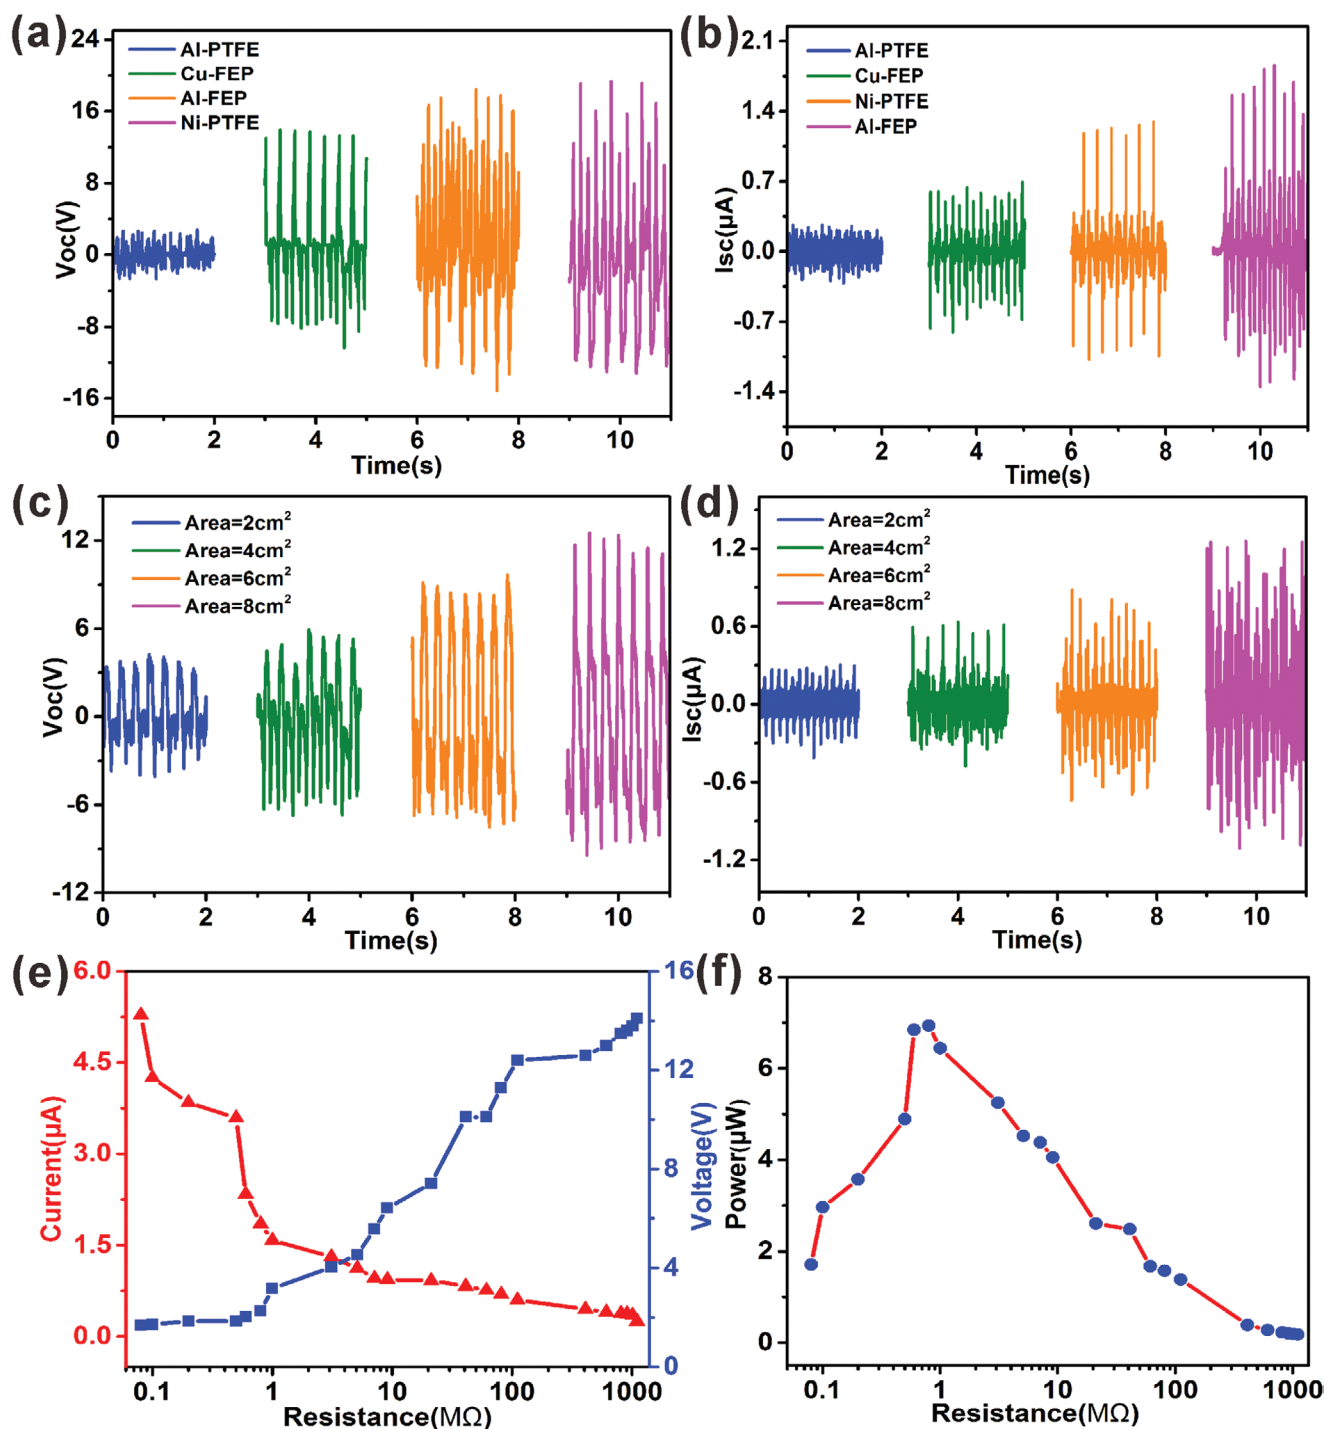 (a)
24
16
8
0
-8
-16
Voc(V)
Al-PTFE
Cu-FEP
Al-FEP
Ni-PTFE
0 2 4 6 8 10
Time(s)
(b)
2.1
1.4
0.7
0.0
-0.7
-1.4
Isc(μA)
Al-PTFE
Cu-FEP
Ni-PTFE
Al-FEP
0 2 4 6 8 10
Time(s)
(c)
12
6
0
-6
-12
Voc(V)
Area=2cm²
Area=4cm²
Area=6cm²
Area=8cm²
0 2 4 6 8 10
Time(s)
(d)
1.2
0.6
0.0
-0.6
-1.2
Isc(μA)
Area=2cm²
Area=4cm²
Area=6cm²
Area=8cm²
0 2 4 6 8 10
Time(s)
(e)
6.0
4.5
3.0
1.5
0.0
Current(μA)
16
12
8
4
0
Voltage(V)
0.1 1 10 100 1000
Resistance(MΩ)
(f)
8
6
4
2
0
Power(μW)
0.1 1 10 100 1000
Resistance(MΩ)